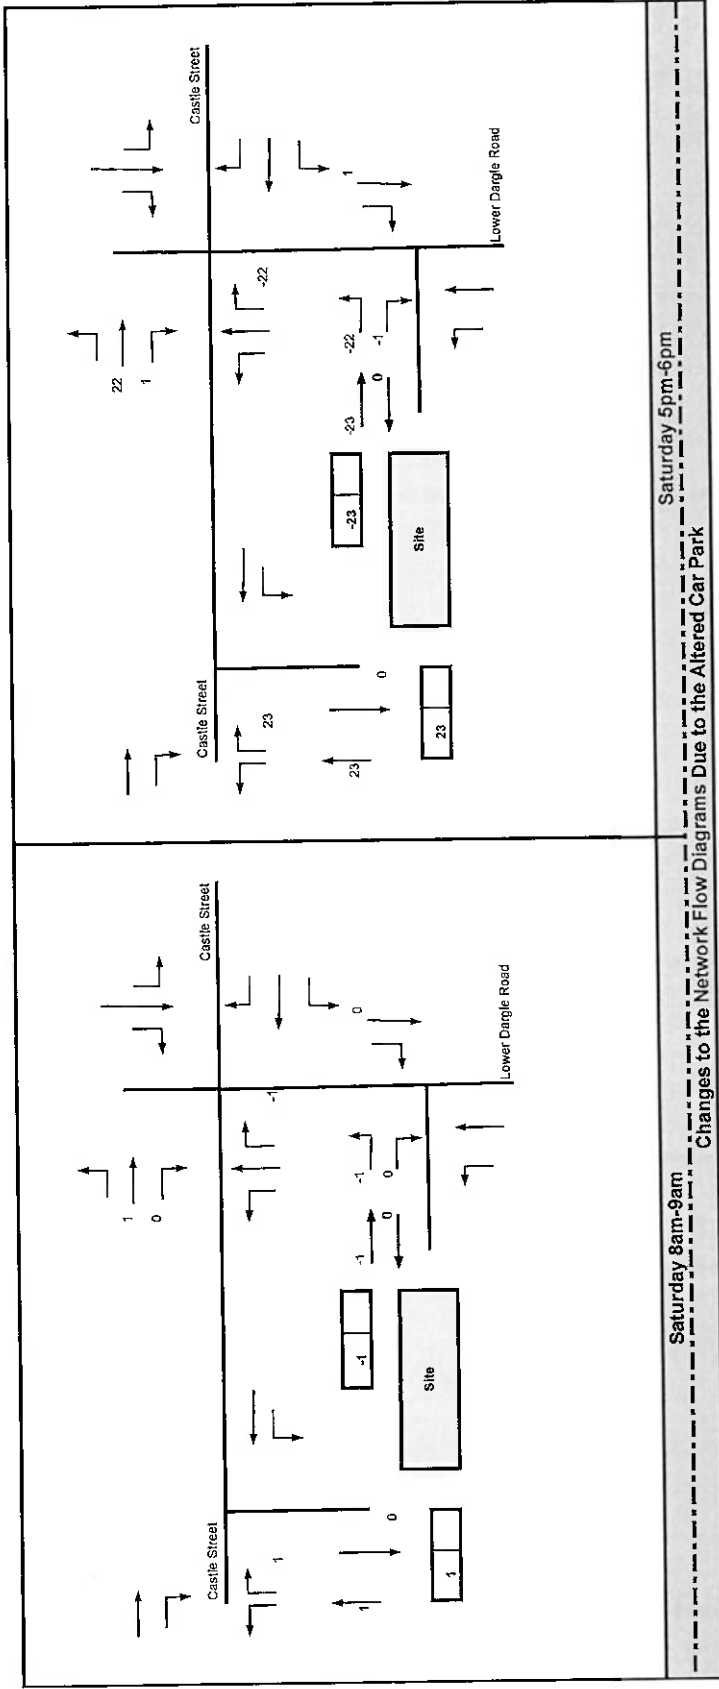 Castle Street
Castle Street
1
0
-1
1
1
0
1
-1
-1
-1
0
0
0
Site
Lower Dargle Road
Saturday 8am-9am
Castle Street
Castle Street
22
1
-22
23
23
0
23
-23
-23
-22
0
-1
1
Site
Lower Dargle Road
Saturday 5pm-6pm
Changes to the Network Flow Diagrams Due to the Altered Car Park